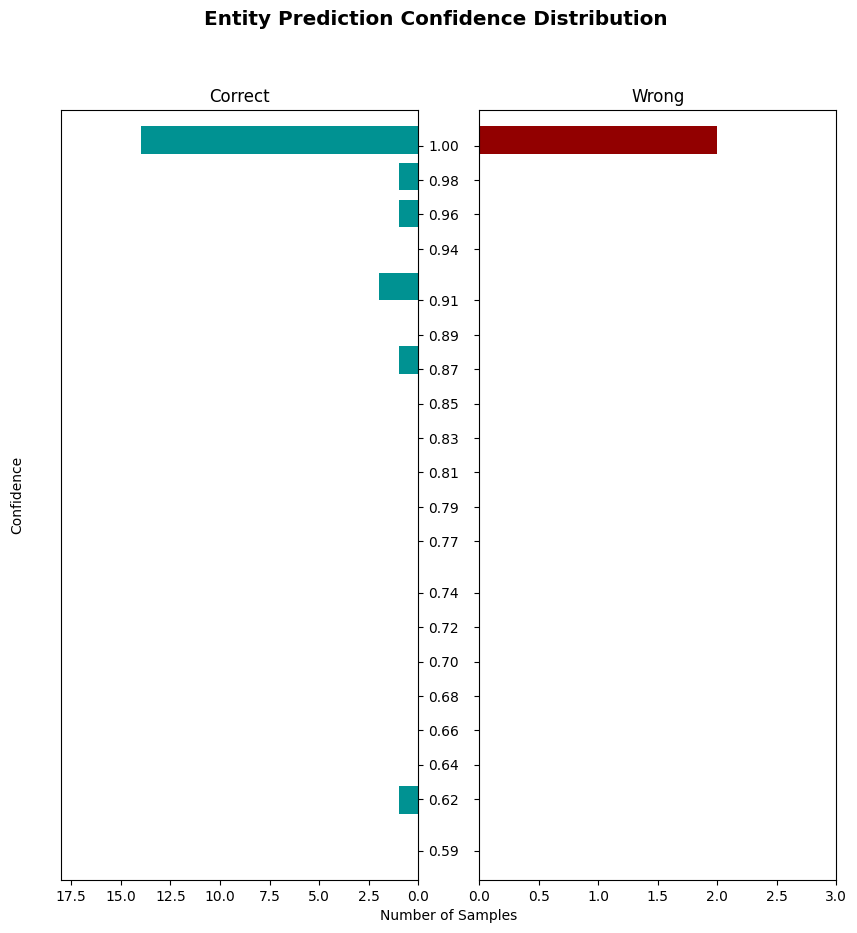 Entity Prediction Confidence Distribution
Correct
Wrong
1.00
0.98
0.96
0.94
0.91
0.89
0.87
0.85
0.83
0.81
0.79
0.77
0.74
0.72
0.70
0.68
0.66
0.64
0.62
0.59
Confidence
17.5 15.0 12.5 10.0 7.5 5.0 2.5 0.0
0.0 0.5 1.0 1.5 2.0 2.5 3.0
Number of Samples